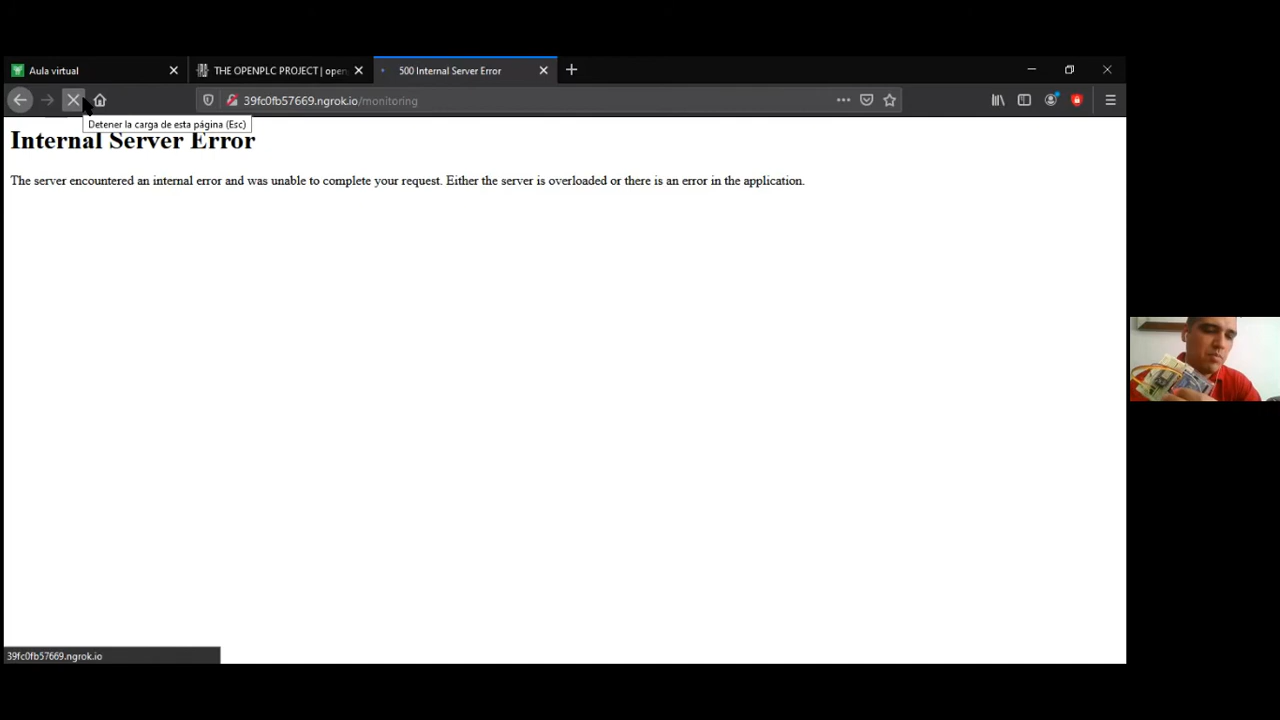 Aula virtual
THE OPENPLC PROJECT | open
500 Internal Server Error
39fc0fb57669.ngrok.io/monitoring
Detener la carga de esta página (Esc)
Internal Server Error
The server encountered an internal error and was unable to complete your request. Either the server is overloaded or there is an error in the application.
39fc0fb57669.ngrok.io